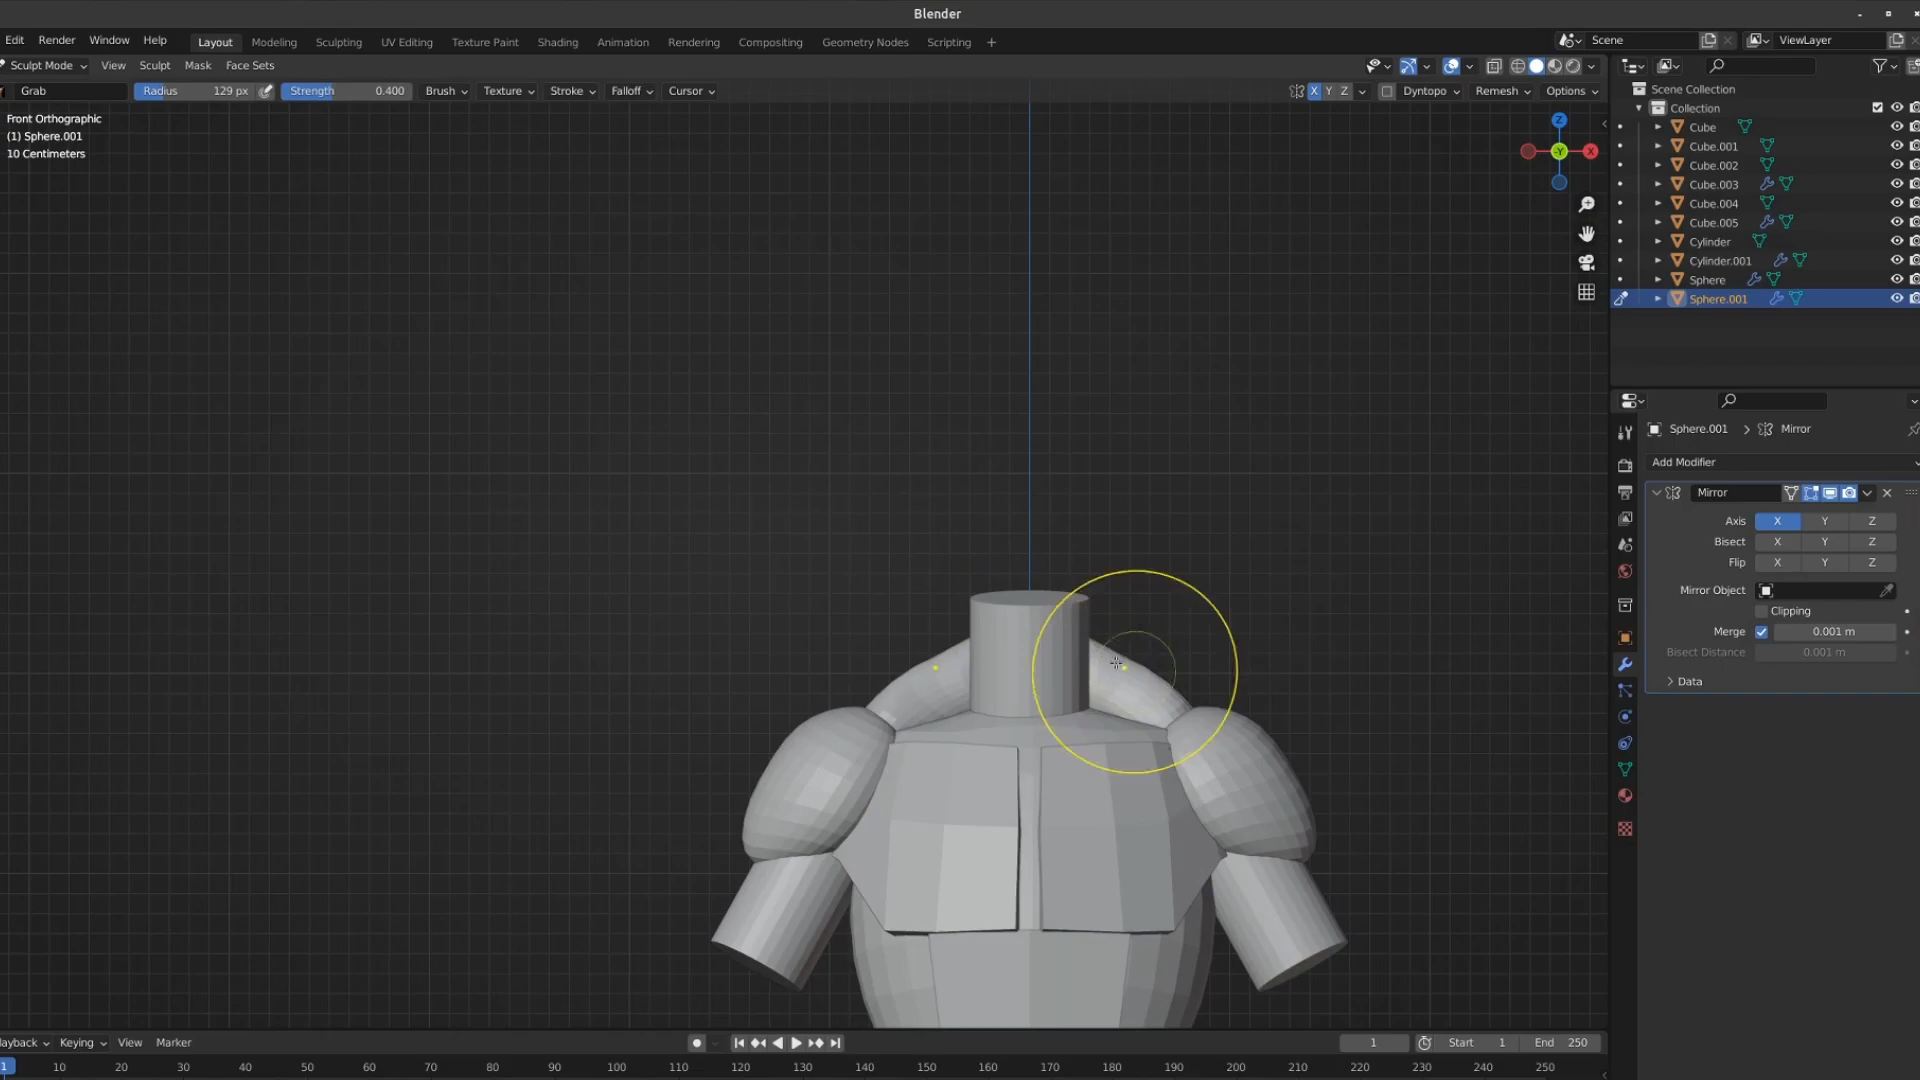 Blender
Edit Render Window Help Layout Modeling Sculpting UV Editing Texture Paint Shading Animation Rendering Compositing Geometry Nodes Scripting + Scene ViewLayer
Sculpt Mode View Sculpt Mask Face Sets
Grab Radius 129 px Strength 0.400 Brush Texture Stroke Falloff Cursor X Y Z Dyntopo Remesh Options
Front Orthographic
(1) Sphere.001
10 Centimeters
Z
Y
X
Scene Collection
Collection
Cube
Cube.001
Cube.002
Cube.003
Cube.004
Cube.005
Cylinder
Cylinder.001
Sphere
Sphere.001
Sphere.001 > Mirror
Add Modifier
Mirror
Axis X Y Z
Bisect X Y Z
Flip X Y Z
Mirror Object
Clipping
Merge 0.001 m
Bisect Distance 0.001 m
Data
layback Keying View Marker 1 Start 1 End 250
1 10 20 30 40 50 60 70 80 90 100 110 120 130 140 150 160 170 180 190 200 210 220 230 240 250